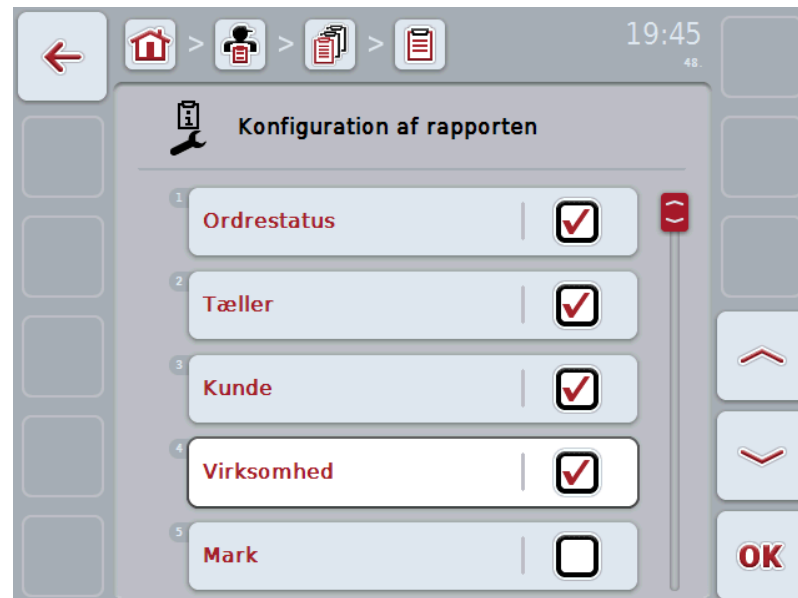 > > >
19:45
48.
Konfiguration af rapporten
1
Ordrestatus
2
Tæller
3
Kunde
4
Virksomhed
5
Mark
OK